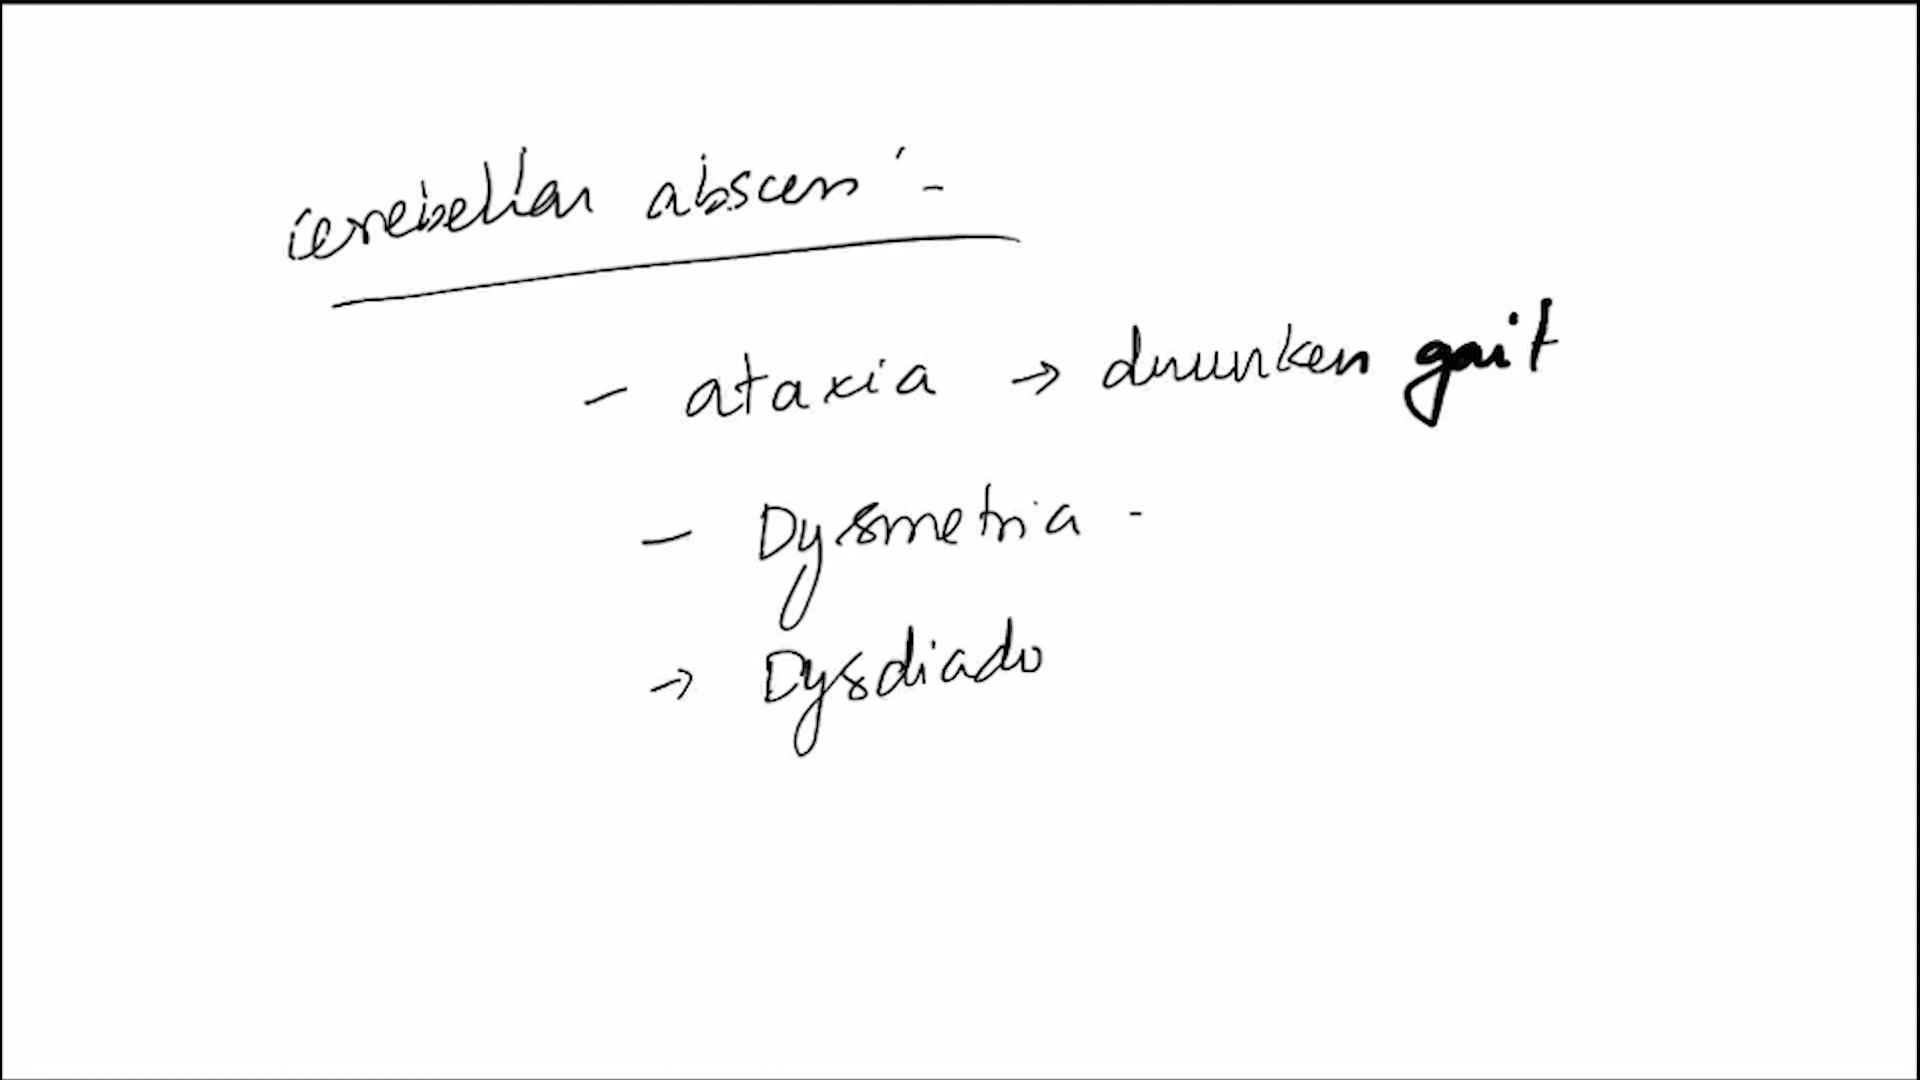 cerebellar abscess :-
- ataxia → drunken gait
- Dysmetria -
→ Dysdiado